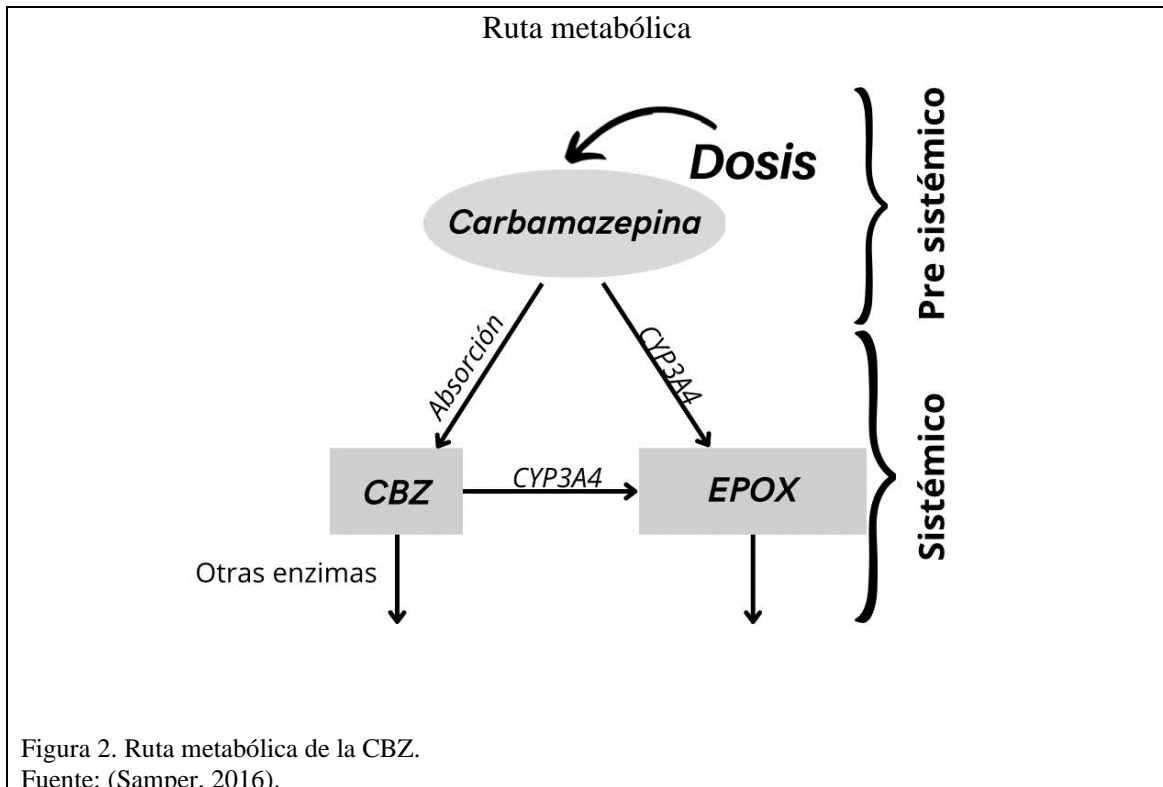 Ruta metabólica
Dosis
Carbamazepina
Pre sistémico
Absorción
CYP3A4
CBZ
CYP3A4
EPOX
Sistémico
Otras enzimas
Figura 2. Ruta metabólica de la CBZ.
Fuente: (Samper, 2016).